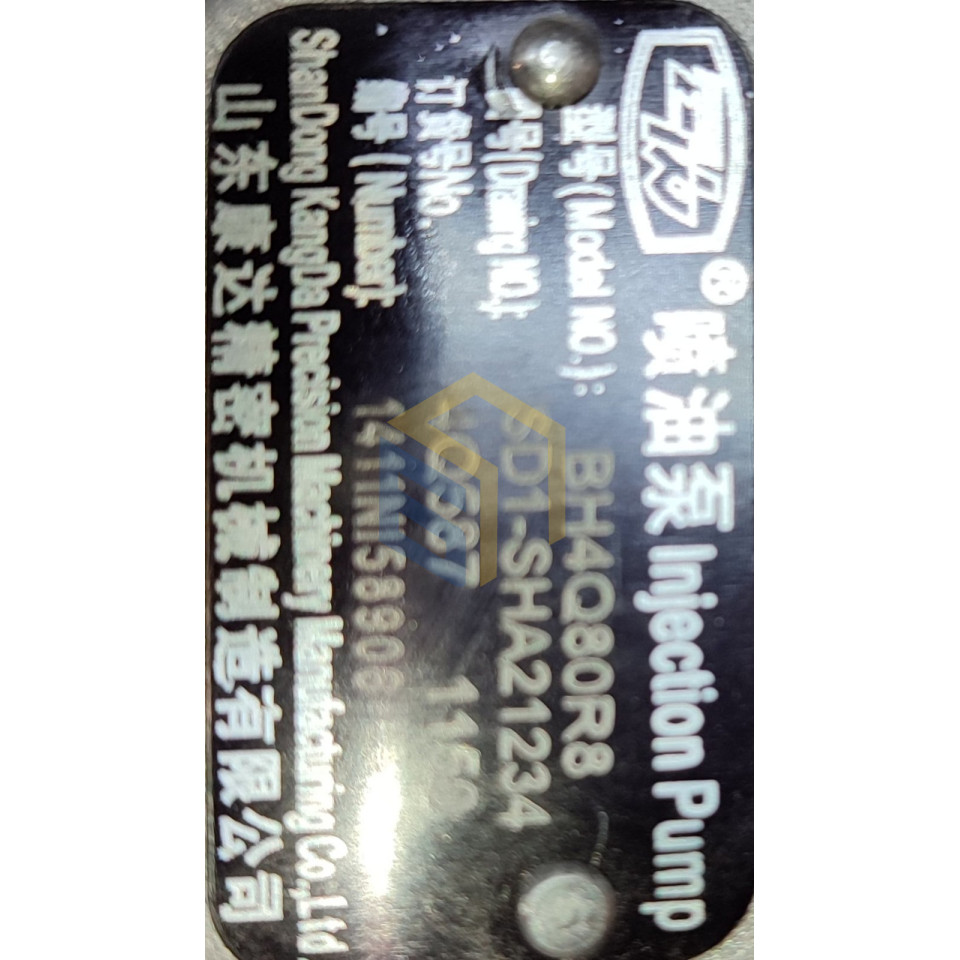 ® 喷油泵 Injection Pump
型号(Model NO.): BH4Q80R8
号(Drawing NO.): SD1-SHA21234
订货号No.
编号(Number):
ShanDong KangDa Precision Machinery Manufacturing Co.,Ltd.
山东康达精密机械制造有限公司